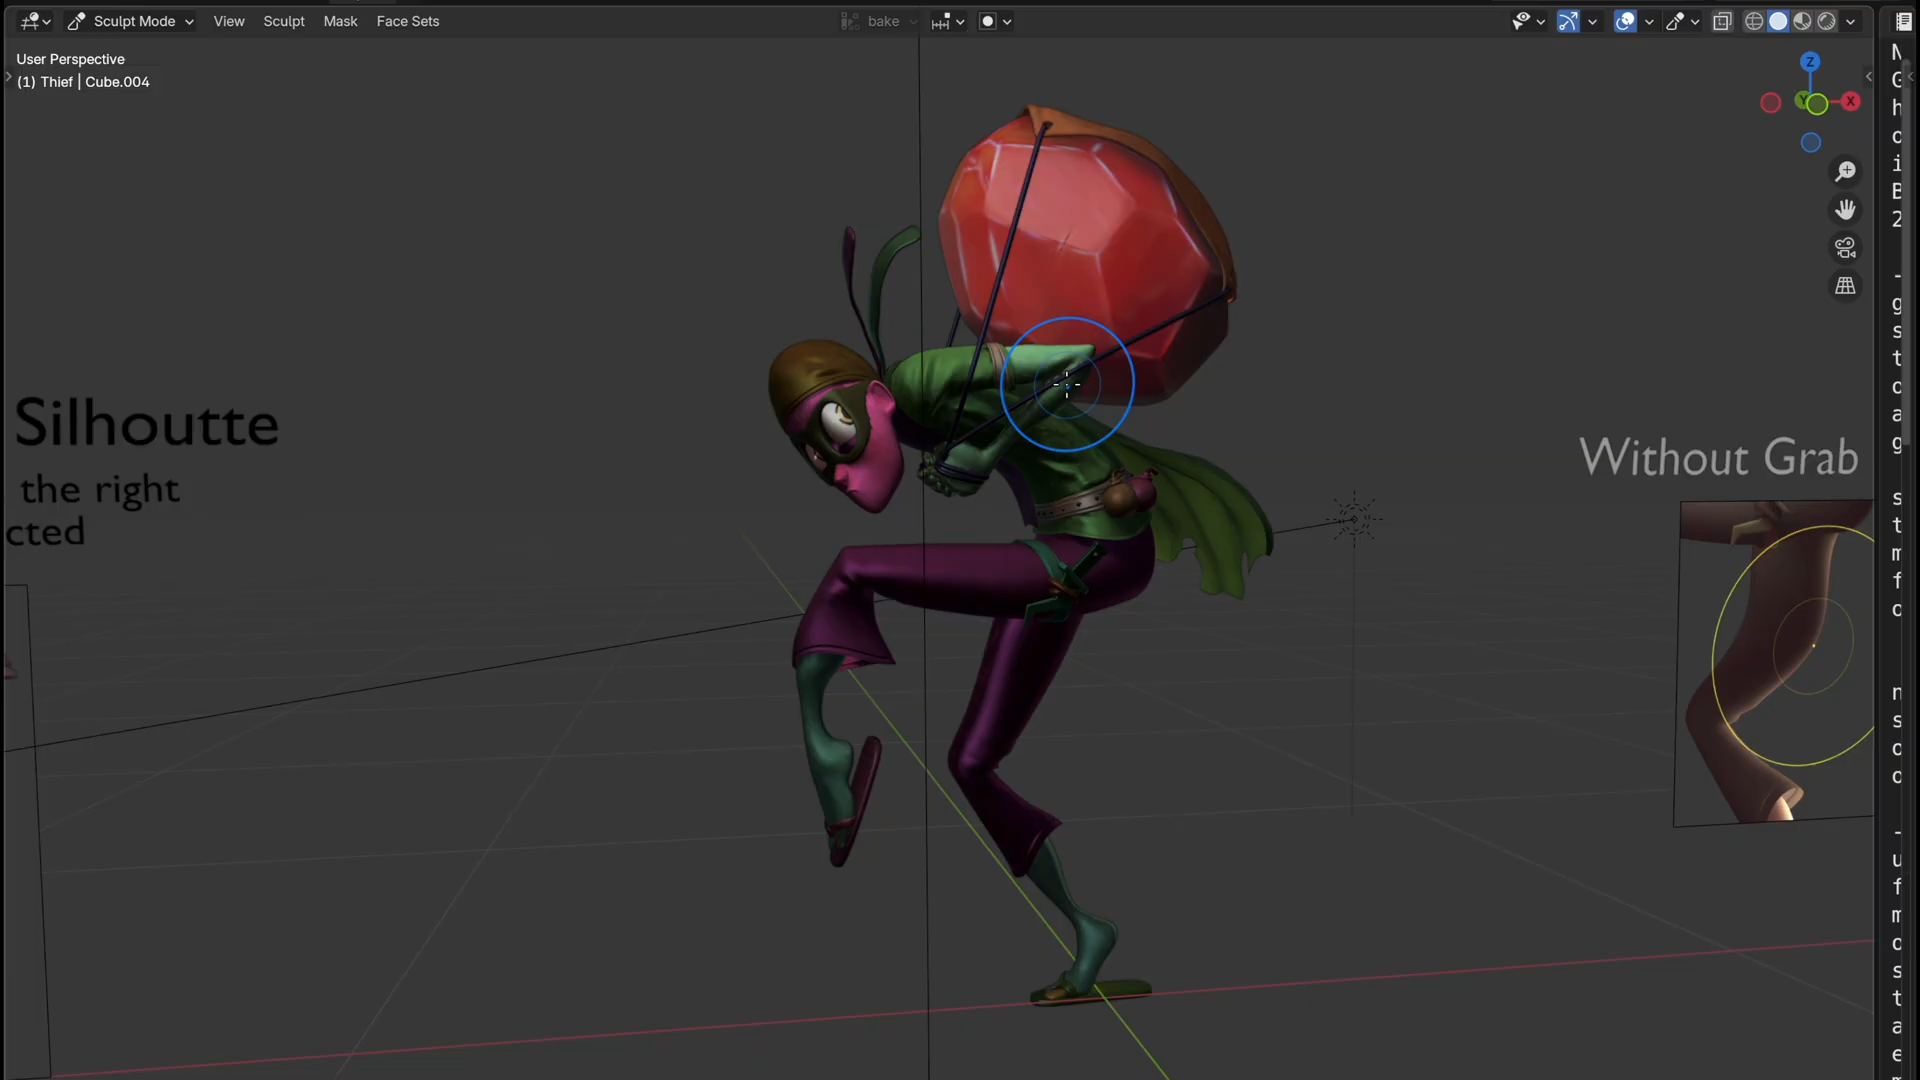 Sculpt Mode View Sculpt Mask Face Sets bake
User Perspective
(1) Thief | Cube.004
Z
Y
X
Silhoutte
the right
cted
Without Grab